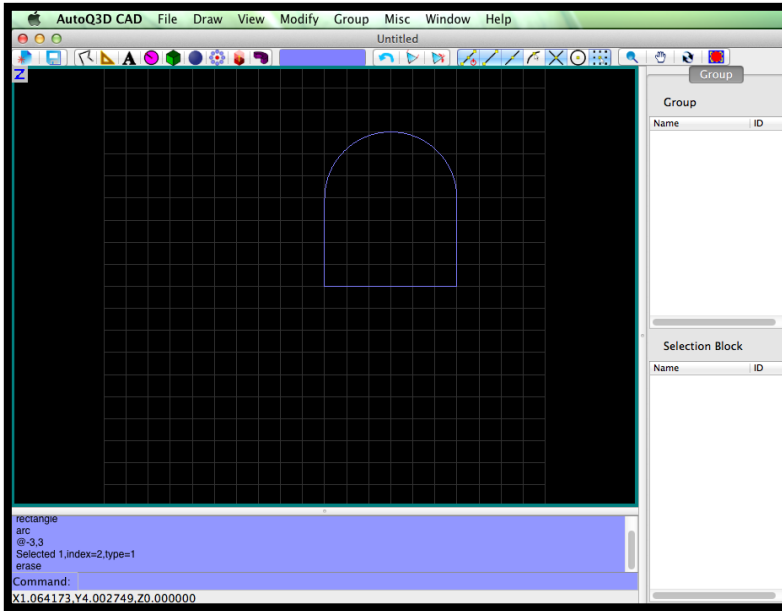 AutoQ3D CAD File Draw View Modify Group Misc Window Help
Untitled
A
Z
Group
Group
Name ID
Selection Block
Name ID
rectangle
arc
@-3,3
Selected 1,index=2,type=1
erase
Command:
X1.064173,Y4.002749,Z0.000000